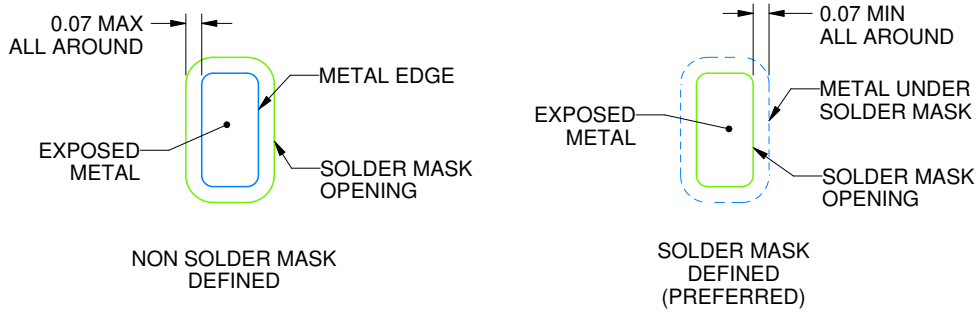 0.07 MAX
ALL AROUND
METAL EDGE
EXPOSED
METAL
SOLDER MASK
OPENING
NON SOLDER MASK
DEFINED
0.07 MIN
ALL AROUND
METAL UNDER
SOLDER MASK
EXPOSED
METAL
SOLDER MASK
OPENING
SOLDER MASK
DEFINED
(PREFERRED)